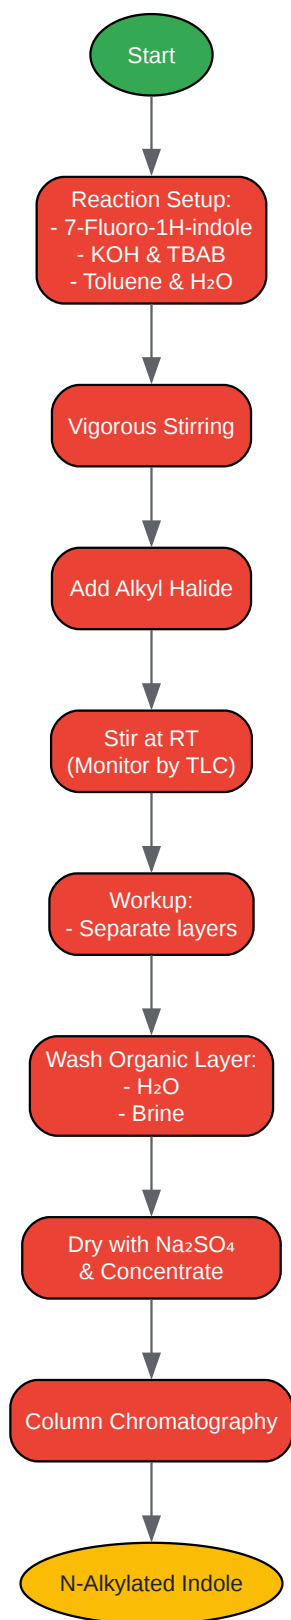 Start
Reaction Setup:
- 7-Fluoro-1H-indole
- KOH & TBAB
- Toluene & H₂O
Vigorous Stirring
Add Alkyl Halide
Stir at RT
(Monitor by TLC)
Workup:
- Separate layers
Wash Organic Layer:
- H₂O
- Brine
Dry with Na₂SO₄
& Concentrate
Column Chromatography
N-Alkylated Indole